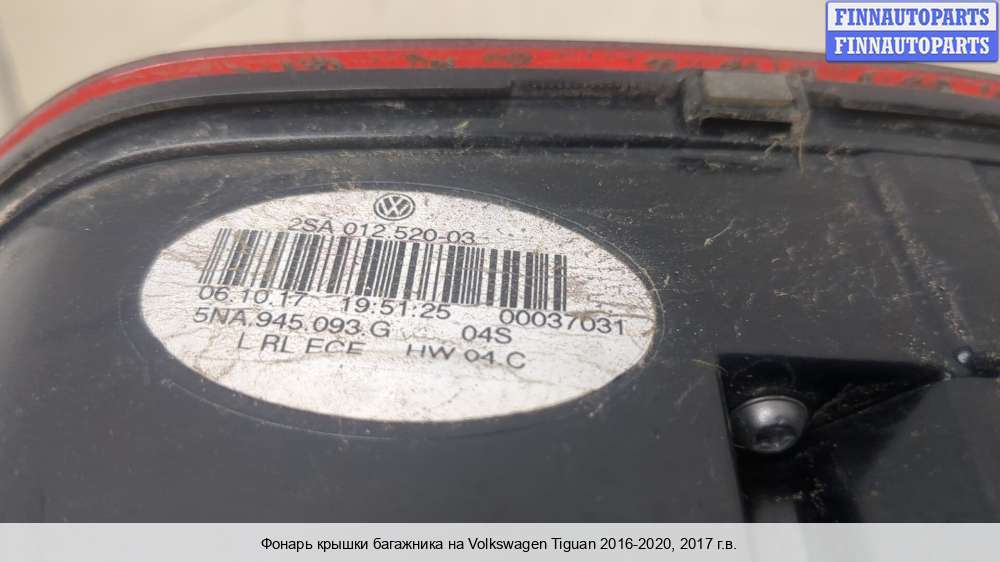 FINNAUTOPARTS
FINNAUTOPARTS
2SA 012.520-03
06.10.17 19:51:25 00037031
5NA.945.093.G 04S
L RL ECE HW 04.C
Фонарь крышки багажника на Volkswagen Tiguan 2016-2020, 2017 г.в.